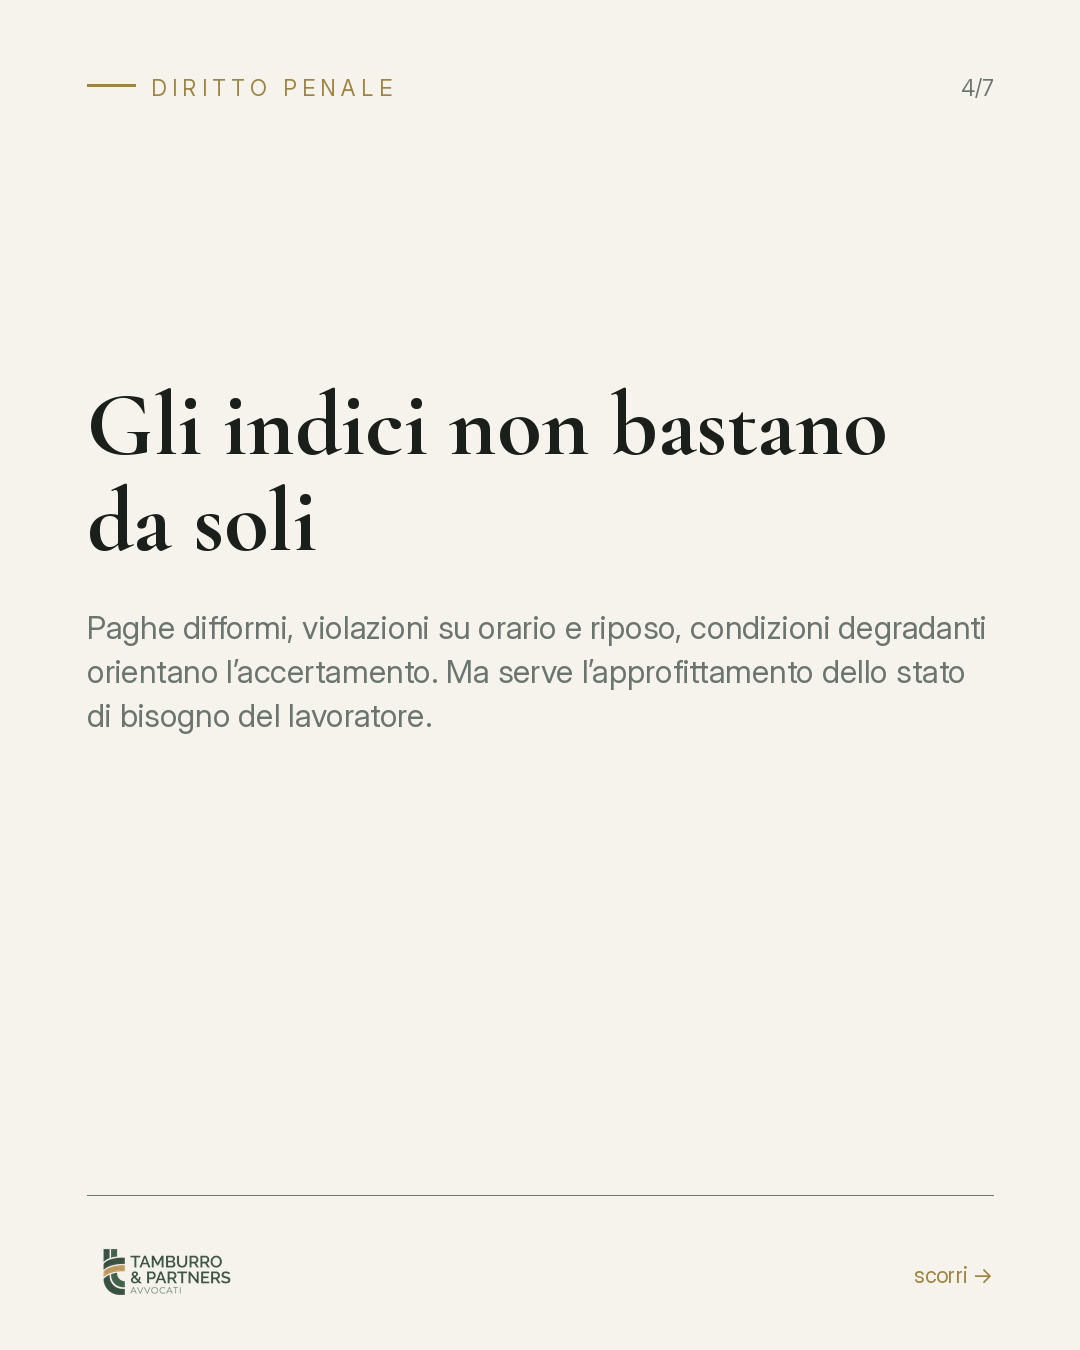 DIRITTO PENALE
4/7
Gli indici non bastano
da soli
Paghe difformi, violazioni su orario e riposo, condizioni degradanti
orientano l’accertamento. Ma serve l’approfittamento dello stato
di bisogno del lavoratore.
TAMBURRO
& PARTNERS
AVVOCATI
scorri →